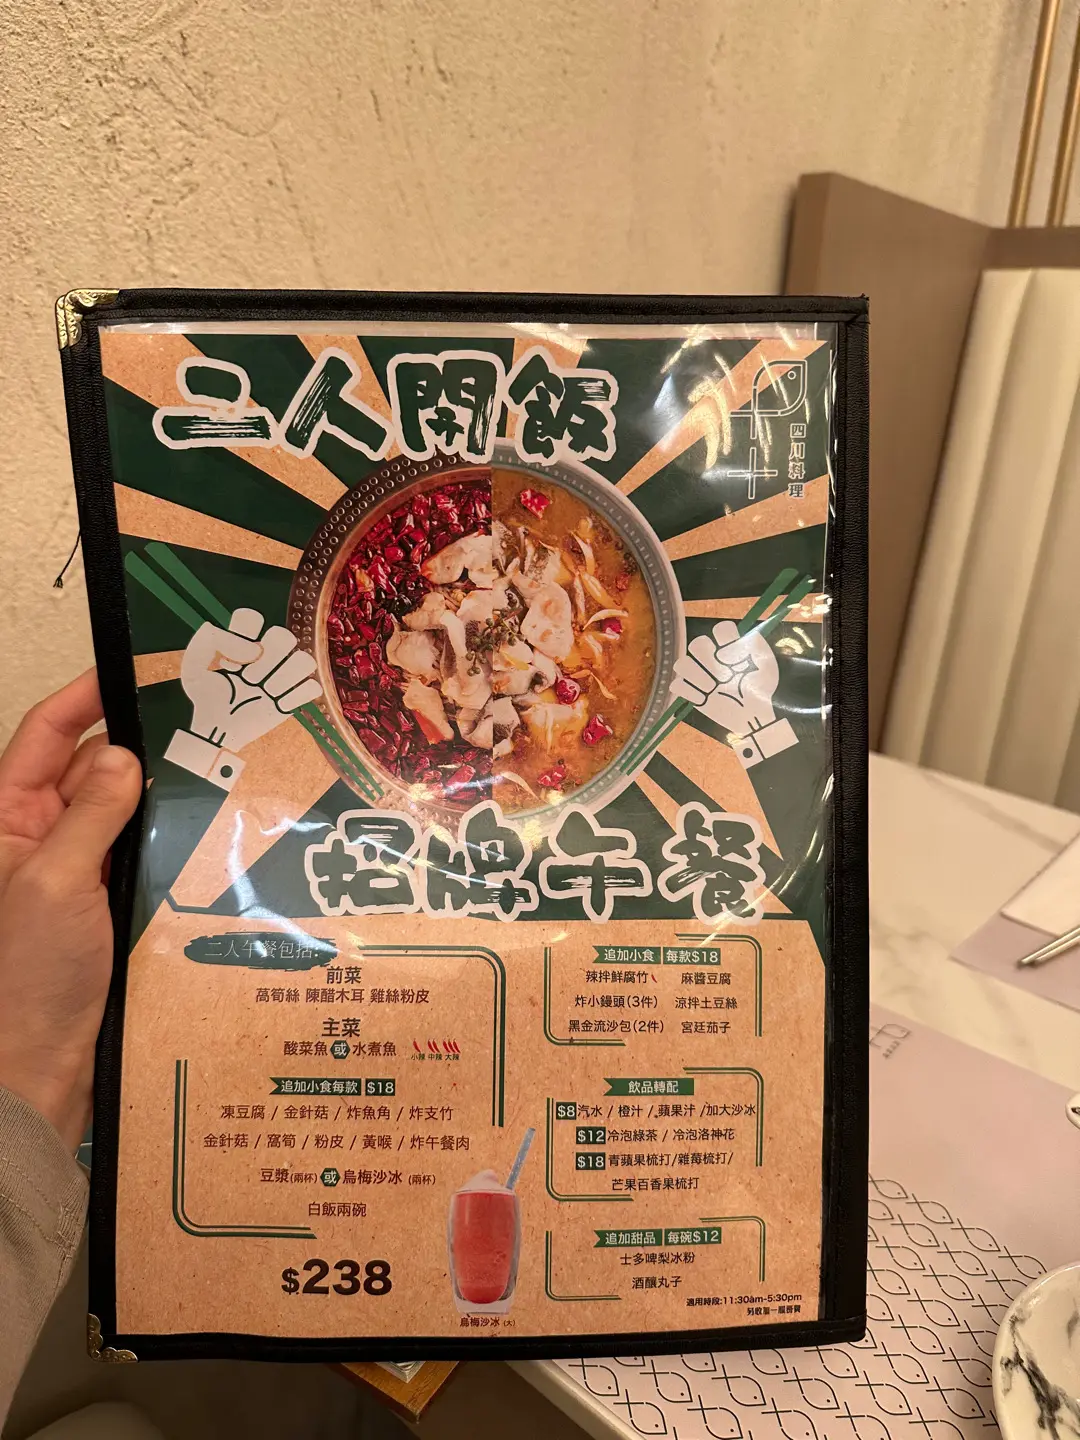 二人開飯
四川料理
招牌午餐
二人午餐包括:
前菜
萵筍絲 陳醋木耳 雞絲粉皮
主菜
酸菜魚 或 水煮魚
小辣 中辣 大辣
追加小食每款 $18
凍豆腐 / 金針菇 / 炸魚角 / 炸支竹
金針菇 / 窩筍 / 粉皮 / 黃喉 / 炸午餐肉
豆漿(兩杯) 或 烏梅沙冰 (兩杯)
白飯兩碗
$238
烏梅沙冰 (大)
追加小食 每款$18
辣拌鮮腐竹 麻醬豆腐
炸小饅頭(3件) 涼拌土豆絲
黑金流沙包(2件) 宮廷茄子
飲品轉配
$8 汽水 / 橙汁 / 蘋果汁 / 加大沙冰
$12 冷泡綠茶 / 冷泡洛神花
$18 青蘋果梳打/雜莓梳打/
芒果百香果梳打
追加甜品 每碗$12
士多啤梨冰粉
酒釀丸子
適用時段:11:30am-5:30pm
另收加一服務費